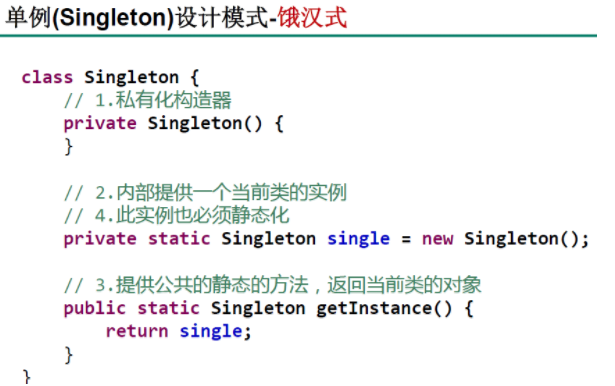 单例(Singleton)设计模式-饿汉式
class Singleton {
// 1.私有化构造器
private Singleton() {
}
// 2.内部提供一个当前类的实例
// 4.此实例也必须静态化
private static Singleton single = new Singleton();
// 3.提供公共的静态的方法，返回当前类的对象
public static Singleton getInstance() {
return single;
}
}